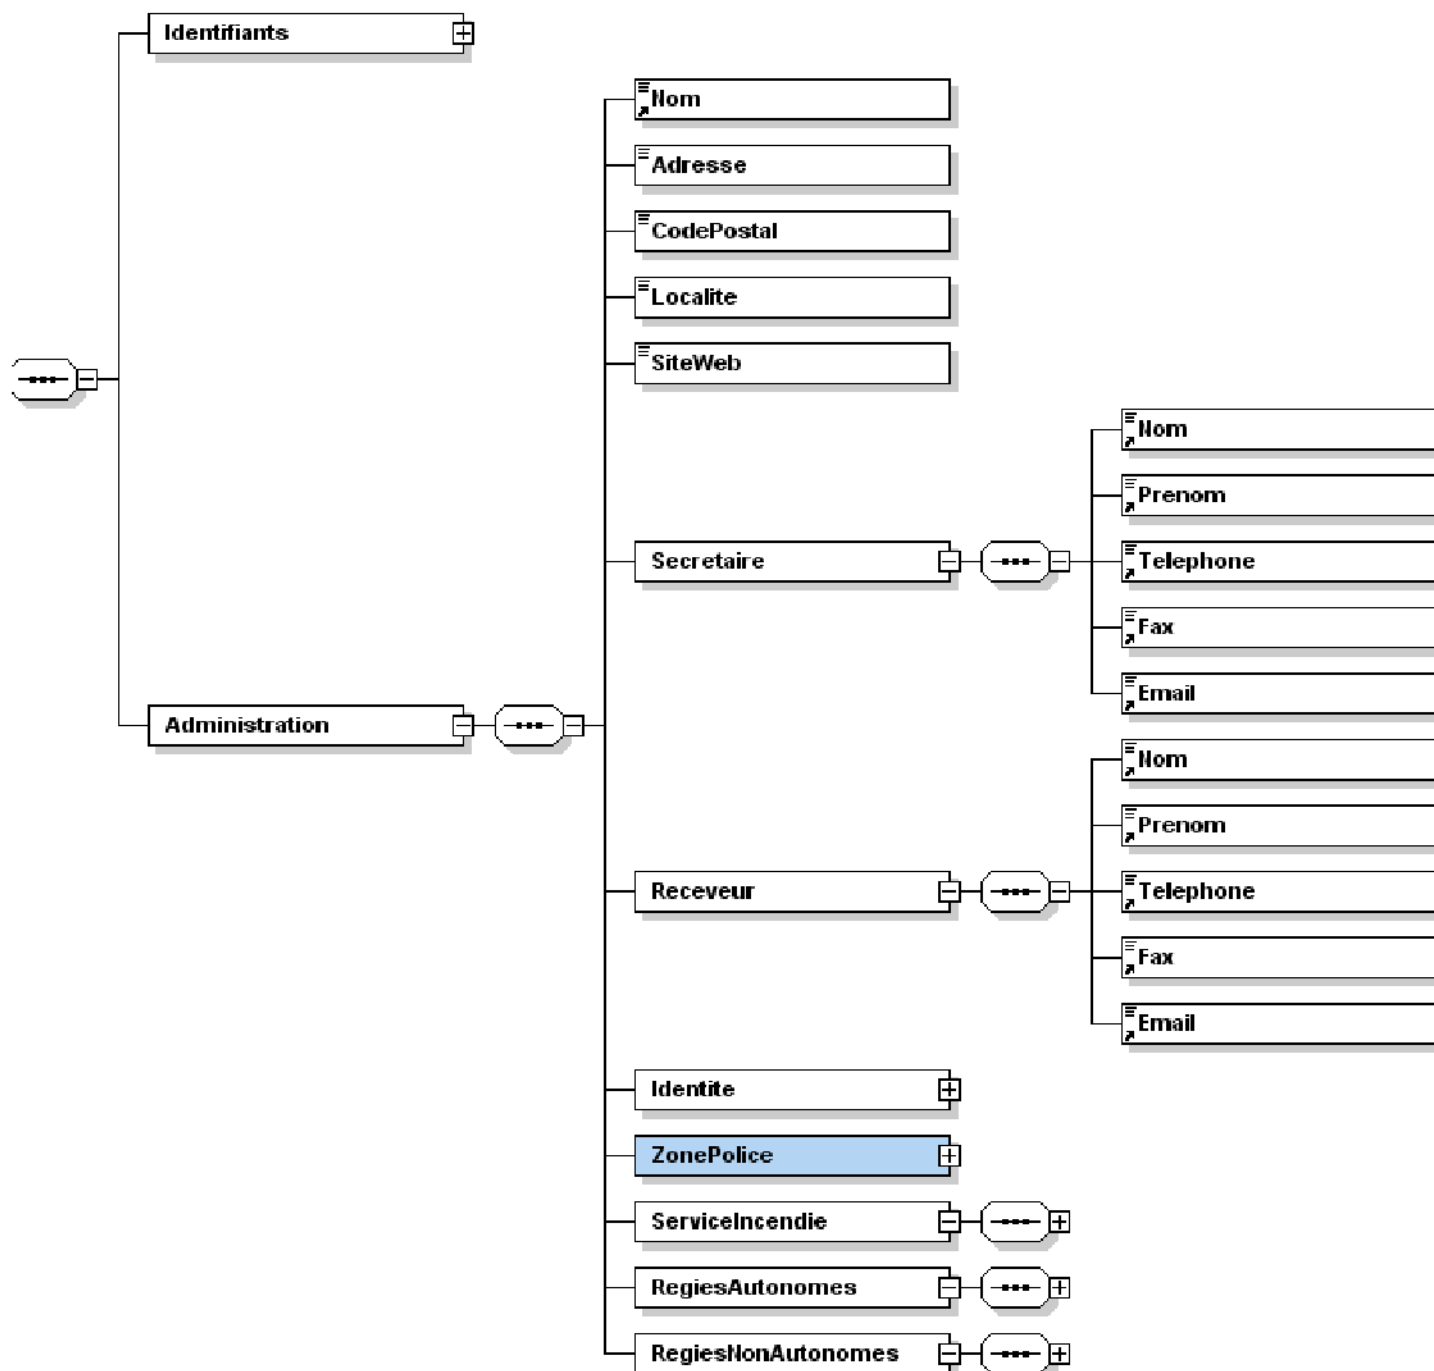 Identifiants
Nom
Adresse
CodePostal
Localite
SiteWeb
Nom
Prenom
Secretaire
Telephone
Fax
Email
Administration
Nom
Prenom
Receveur
Telephone
Fax
Email
Identite
ZonePolice
ServiceIncendie
RegiesAutonomes
RegiesNonAutonomes